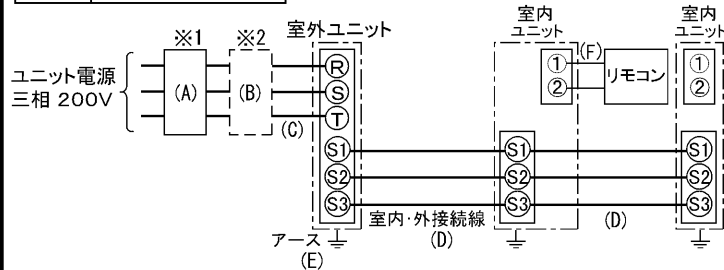 ※1
※2
室外ユニット
室内
ユニット
室内
ユニット
ユニット電源
三相 200V
(A)
(B)
(C)
R
S
T
①
②
(F)
リモコン
①
②
S1
S2
S3
S1
S2
S3
S1
S2
S3
室内・外接続線
(D)
(D)
アース
(E)